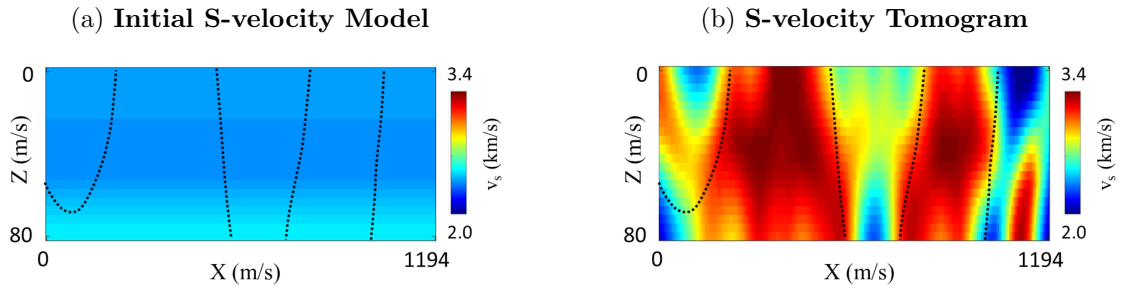 (a) Initial S-velocity Model
(b) S-velocity Tomogram
0
Z (m/s)
80
0
X (m/s)
1194
3.4
v_s (km/s)
2.0
0
Z (m/s)
80
0
X (m/s)
1194
3.4
v_s (km/s)
2.0